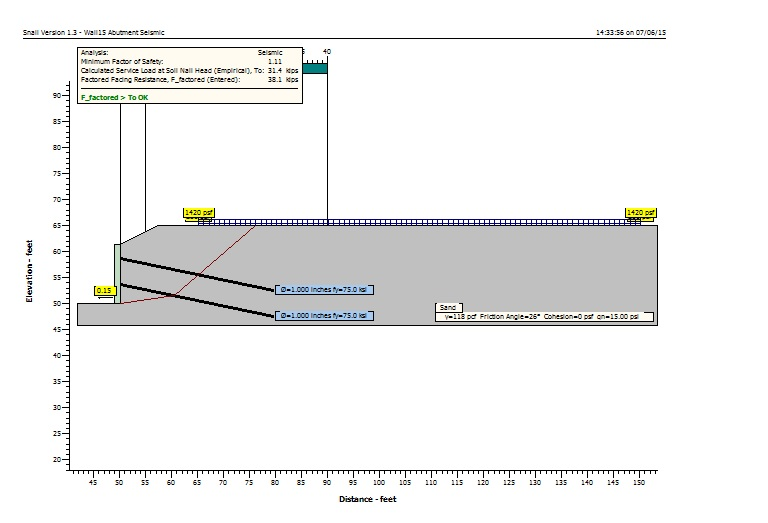 Snail Version 1.3 - Wall15 Abutment Seismic
14:33:56 on 07/06/15
Analysis: Seismic
Minimum Factor of Safety: 1.11
Calculated Service Load at Soil Nail Head (Empirical), To: 31.4 kips
Factored Facing Resistance, F_factored (Entered): 38.1 kips
F_factored > To OK
40
90
85
80
75
70
65
60
55
50
45
40
35
30
25
20
Elevation - feet
1420 psf
1420 psf
0.15
Ø=1.000 inches fy=75.0 ksi
Ø=1.000 inches fy=75.0 ksi
Sand
γ=118 pcf Friction Angle=26° Cohesion=0 psf qn=15.00 psi
45 50 55 60 65 70 75 80 85 90 95 100 105 110 115 120 125 130 135 140 145 150
Distance - feet